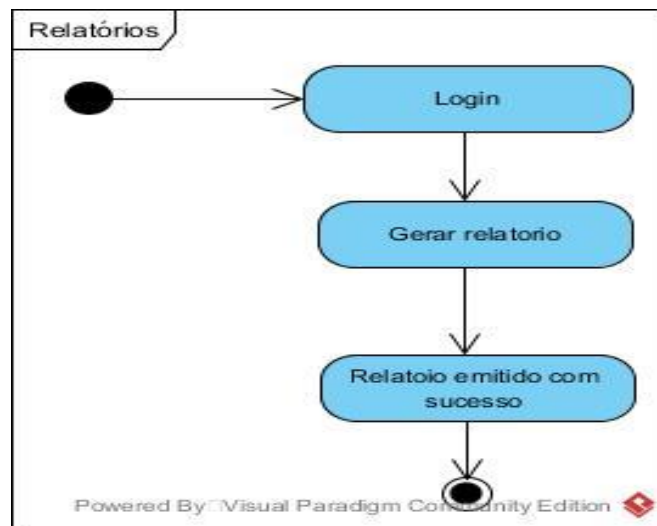 Relatórios
Login
Gerar relatorio
Relatoio emitido com
sucesso
Powered By Visual Paradigm Community Edition